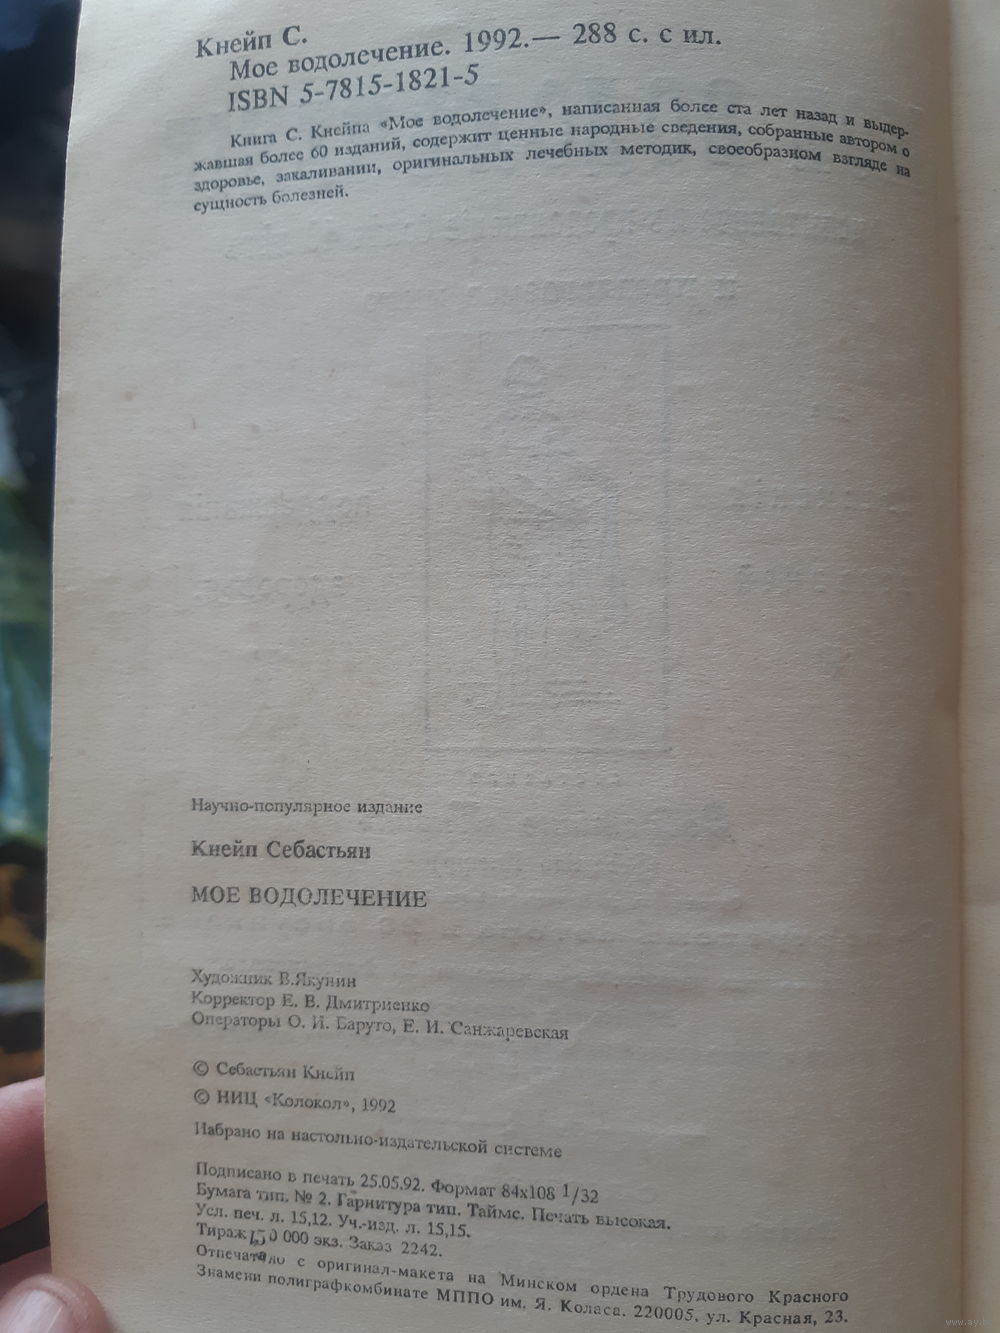 Кнейп С.
Мое водолечение. 1992.— 288 с. с ил.
ISBN 5-7815-1821-5
Книга С. Кнейпа «Мое водолечение», написанная более ста лет назад и выдер-
жавшая более 60 изданий, содержит ценные народные сведения, собранные автором о
здоровье, закаливании, оригинальных лечебных методик, своеобразном взгляде на
сущность болезней.
Научно-популярное издание
Кнейп Себастьян
МОЕ ВОДОЛЕЧЕНИЕ
Художник В.Якунин
Корректор Е. В. Дмитриенко
Операторы О. И. Баруто, Е. И. Санжаревская
© Себастьян Кнейп
© НИЦ «Колокол», 1992
Набрано на настольно-издательской системе
Подписано в печать 25.05.92. Формат 84х108 1/32
Бумага тип. № 2. Гарнитура тип. Таймс. Печать высокая.
Усл. печ. л. 15,12. Уч.-изд. л. 15,15.
Тираж 150 000 экз. Заказ 2242.
Отпечатано с оригинал-макета на Минском ордена Трудового Красного
Знамени полиграфкомбинате МППО им. Я. Коласа. 220005, ул. Красная, 23.